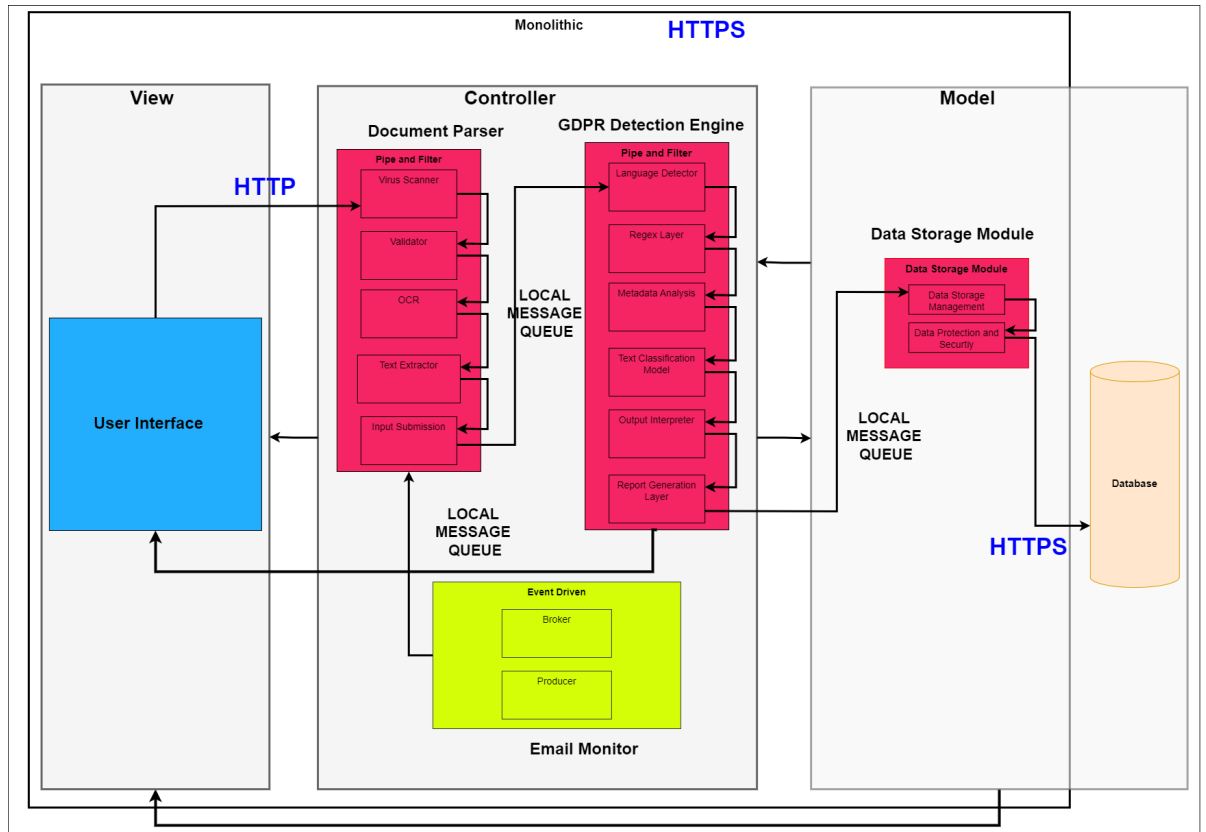 Monolithic
HTTPS
View
Controller
Model
Document Parser
GDPR Detection Engine
Pipe and Filter
Virus Scanner
Validator
OCR
Text Extractor
Input Submission
Pipe and Filter
Language Detector
Regex Layer
Metadata Analysis
Text Classification
Model
Output Interpreter
Report Generation
Layer
HTTP
LOCAL
MESSAGE
QUEUE
User Interface
LOCAL
MESSAGE
QUEUE
Event Driven
Broker
Producer
Email Monitor
Data Storage Module
Data Storage Module
Data Storage
Management
Data Protection and
Securtiy
LOCAL
MESSAGE
QUEUE
HTTPS
Database